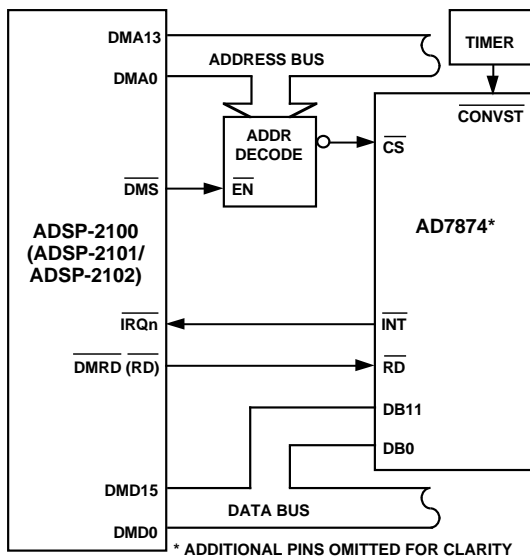 DMA13
ADDRESS BUS
TIMER
DMA0
CONVST
ADDR
DECODE
CS
DMS
EN
ADSP-2100
(ADSP-2101/
ADSP-2102)
AD7874*
IRQn
INT
DMRD (RD)
RD
DB11
DB0
DMD15
DATA BUS
DMD0
* ADDITIONAL PINS OMITTED FOR CLARITY